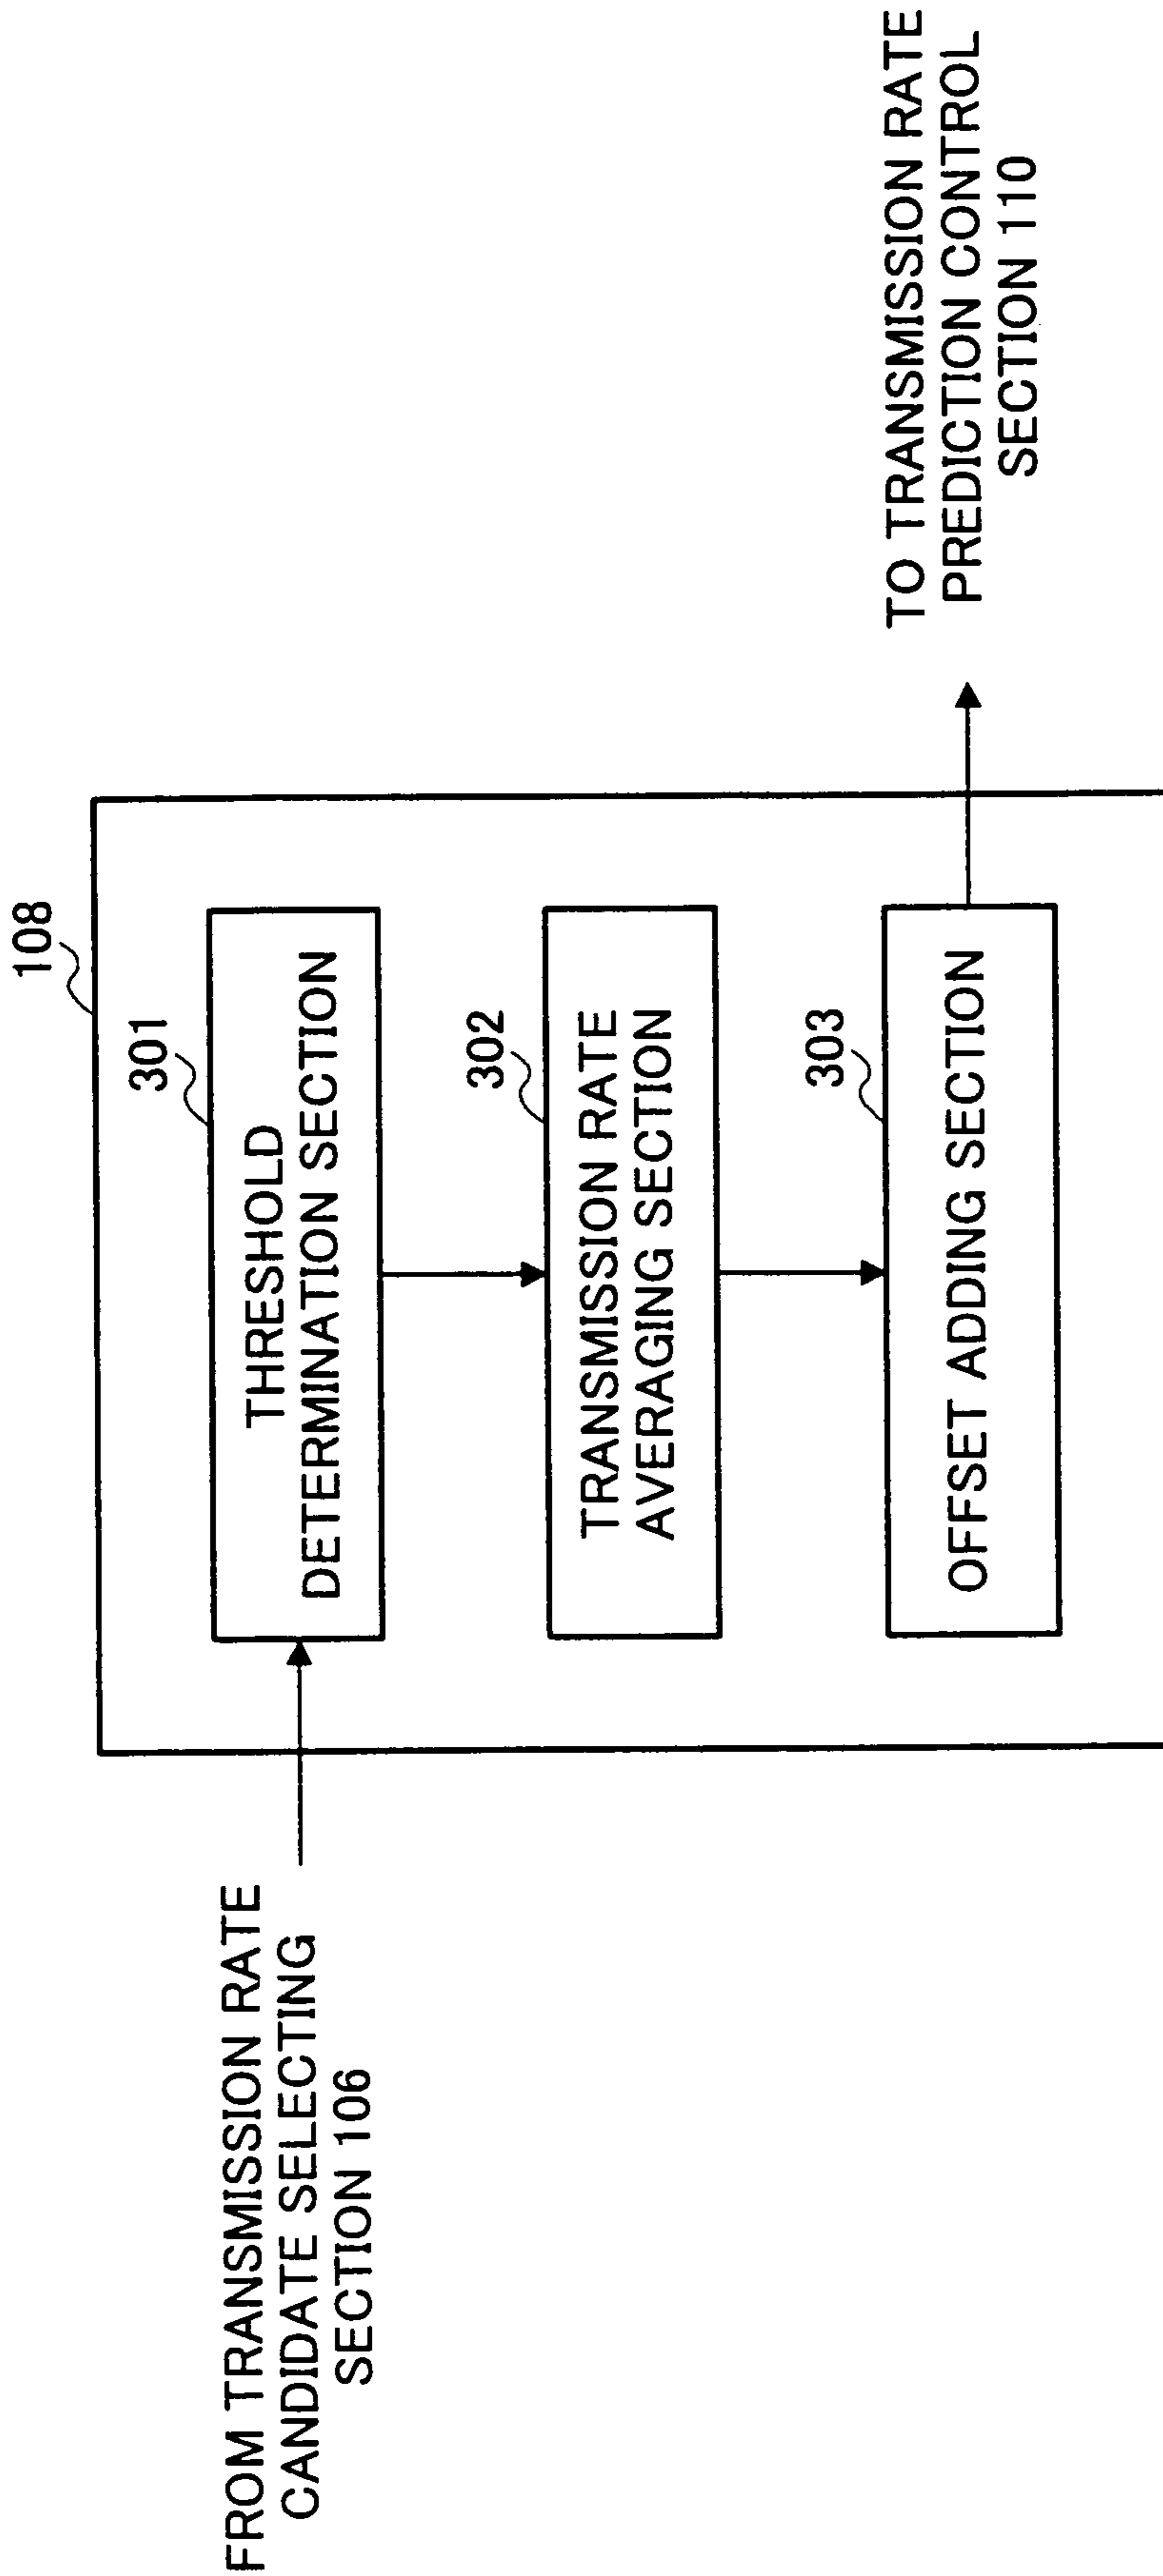 108
301
THRESHOLD
DETERMINATION SECTION
FROM TRANSMISSION RATE
CANDIDATE SELECTING
SECTION 106
302
TRANSMISSION RATE
AVERAGING SECTION
303
OFFSET ADDING SECTION
TO TRANSMISSION RATE
PREDICTION CONTROL
SECTION 110